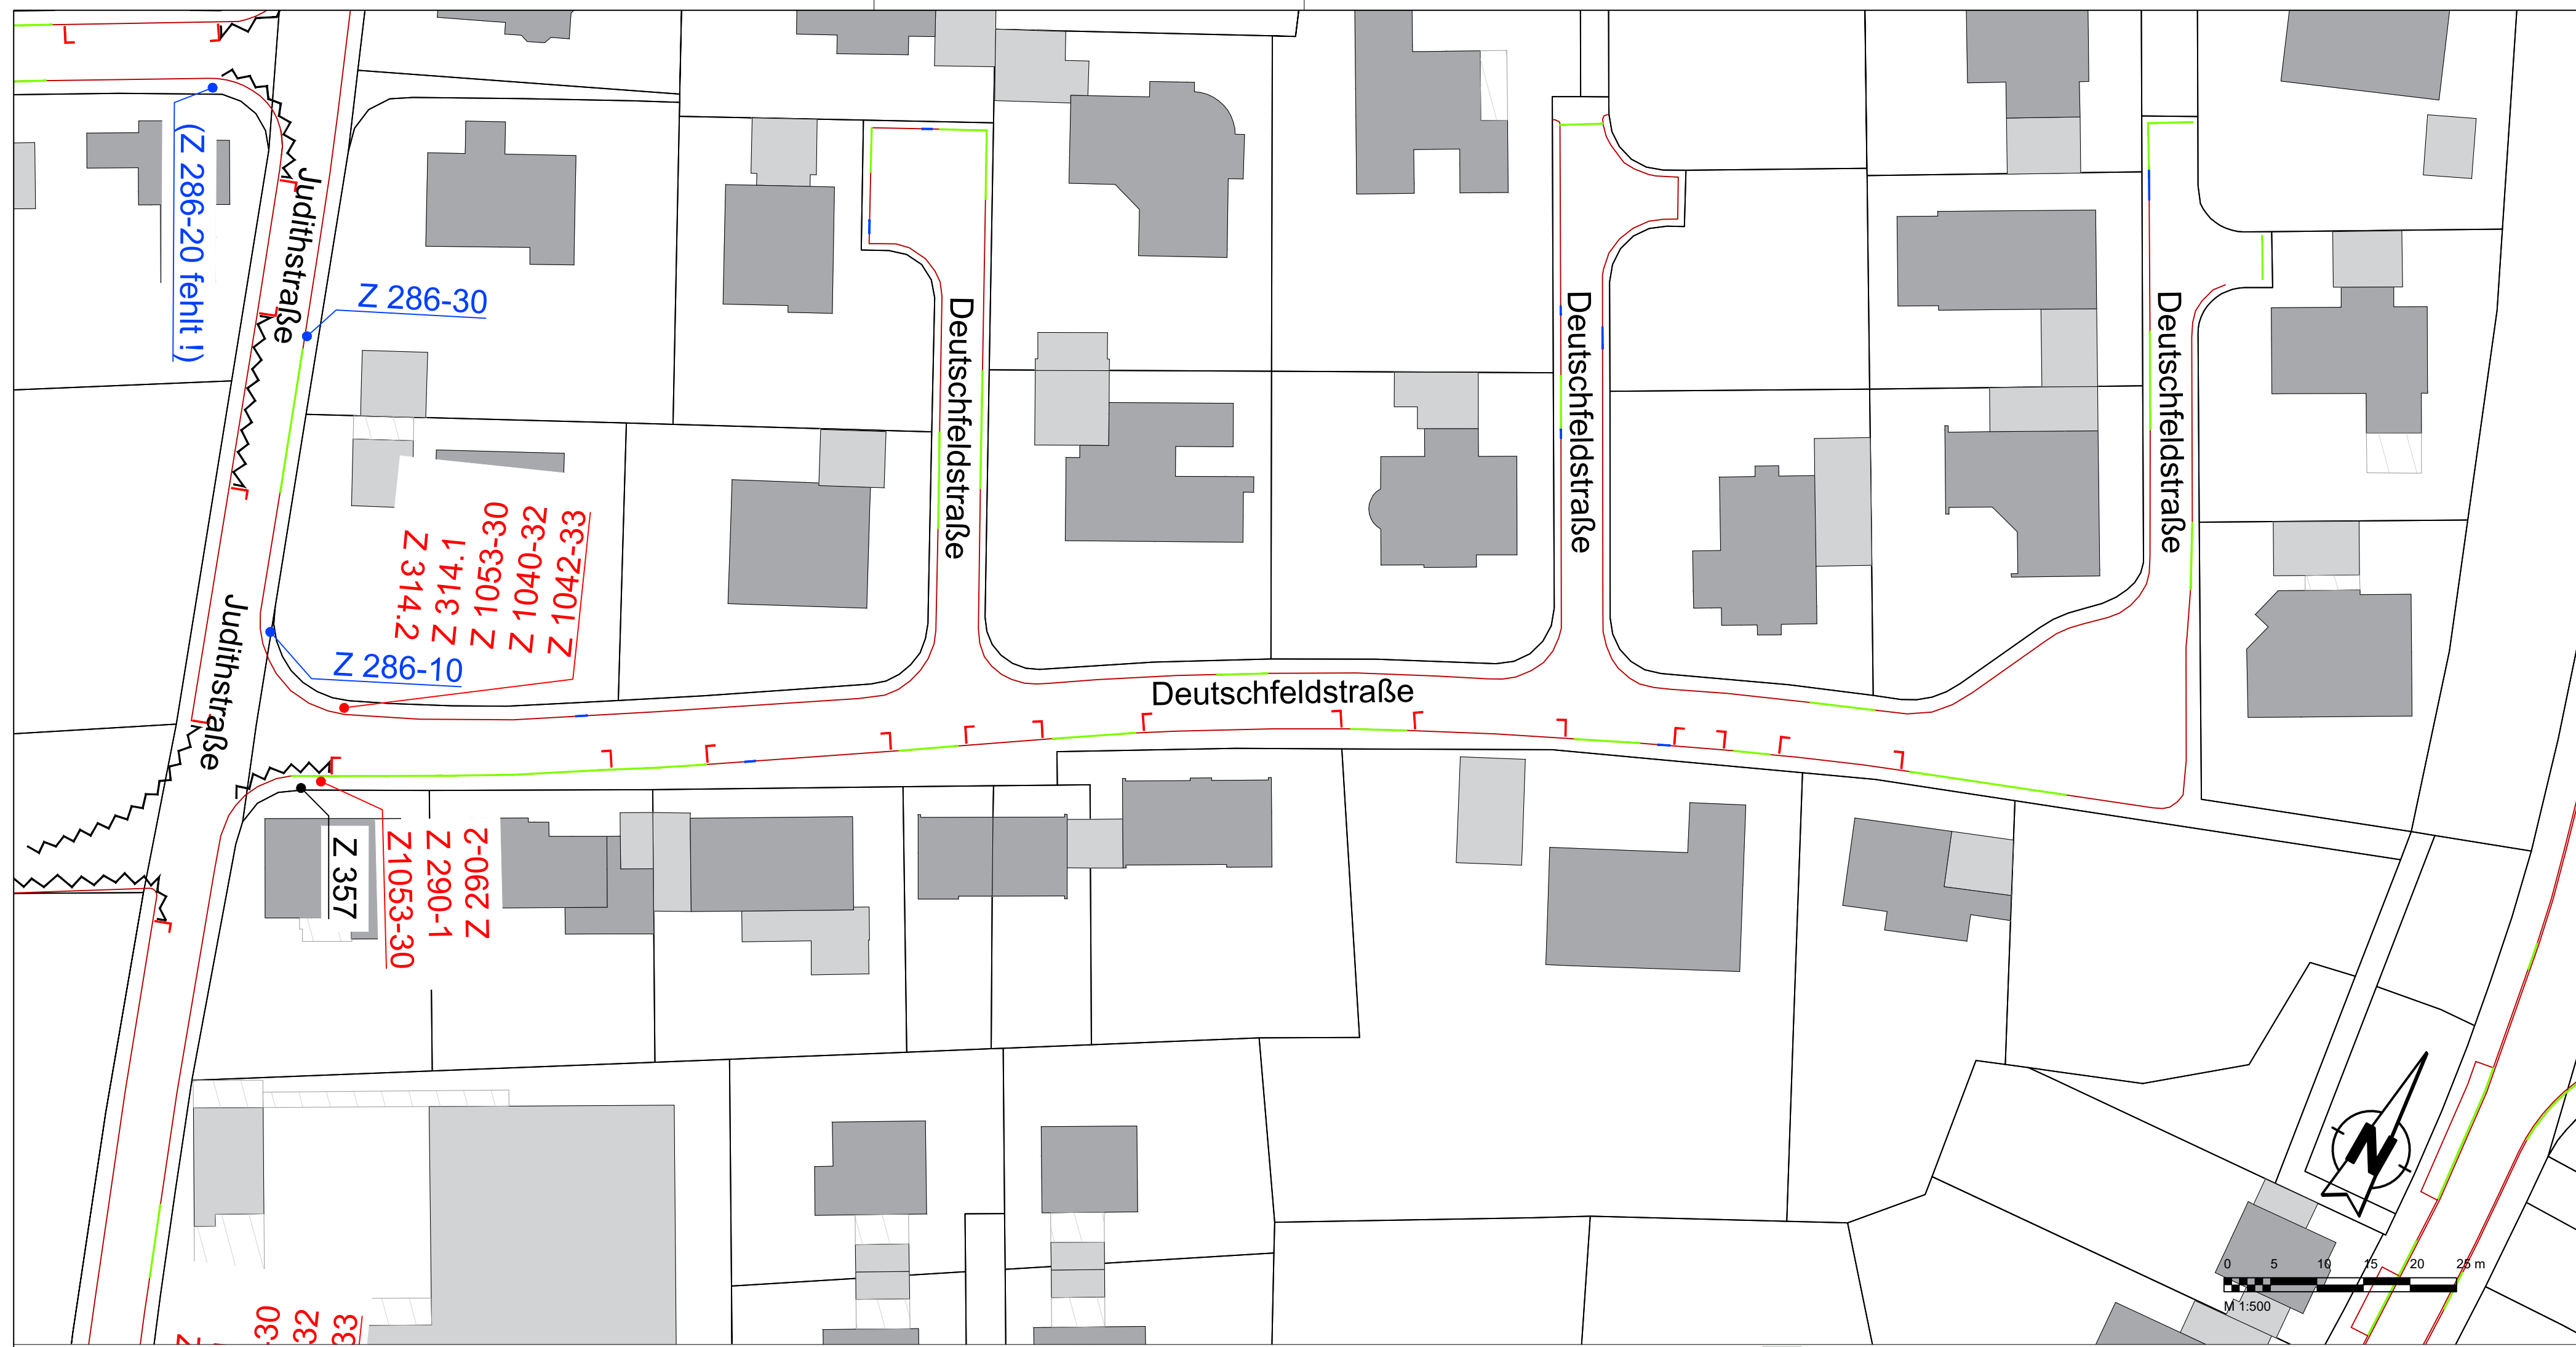 (Z 286-20 fehlt !)
Judithstraße
Z 286-30
Deutschfeldstraße
Deutschfeldstraße
Deutschfeldstraße
Z 314.2
Z 314.1
Z 1053-30
Z 1040-32
Z 1042-33
Z 286-10
Judithstraße
Deutschfeldstraße
Z 357
Z1053-30
Z 290-1
Z 290-2
N
0 5 10 15 20 25 m
M 1:500
Z
-30
32
33